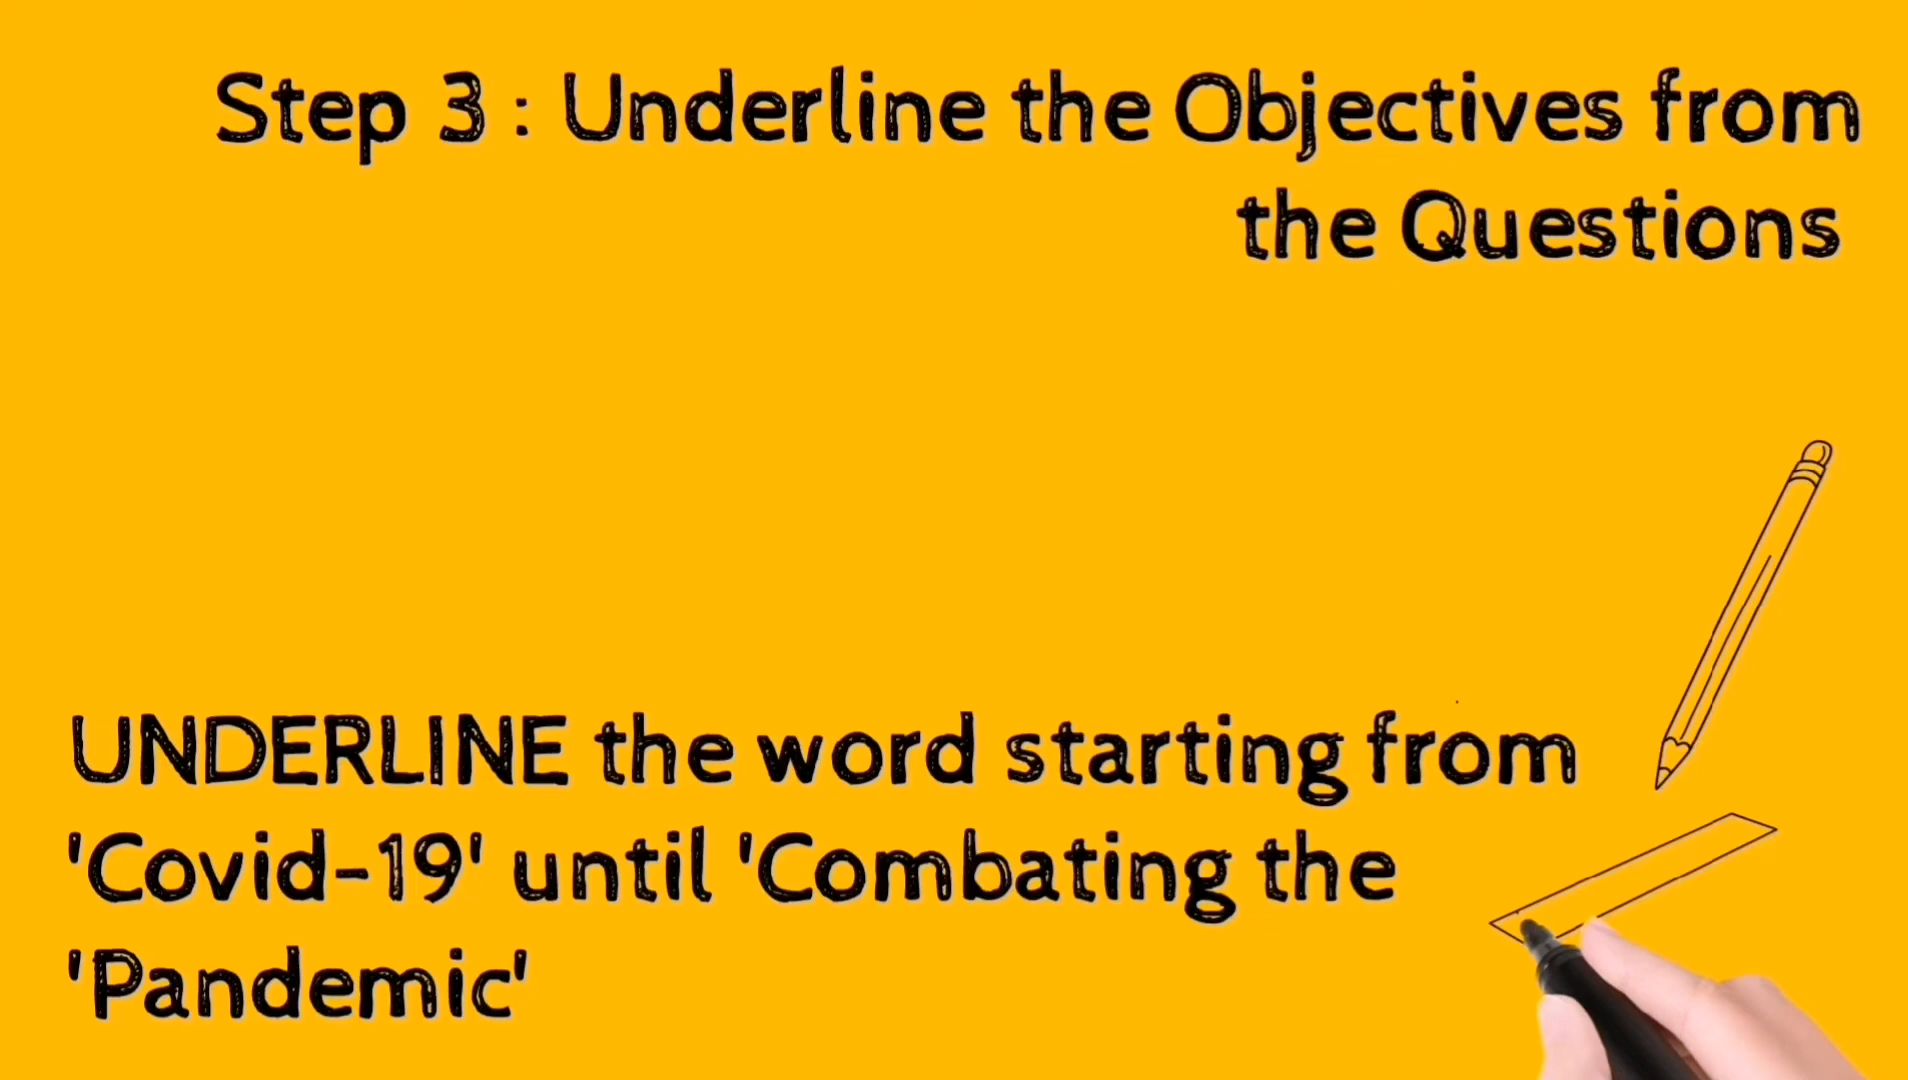 Step 3 : Underline the Objectives from
the Questions
UNDERLINE the word starting from
'Covid-19' until 'Combating the
'Pandemic'